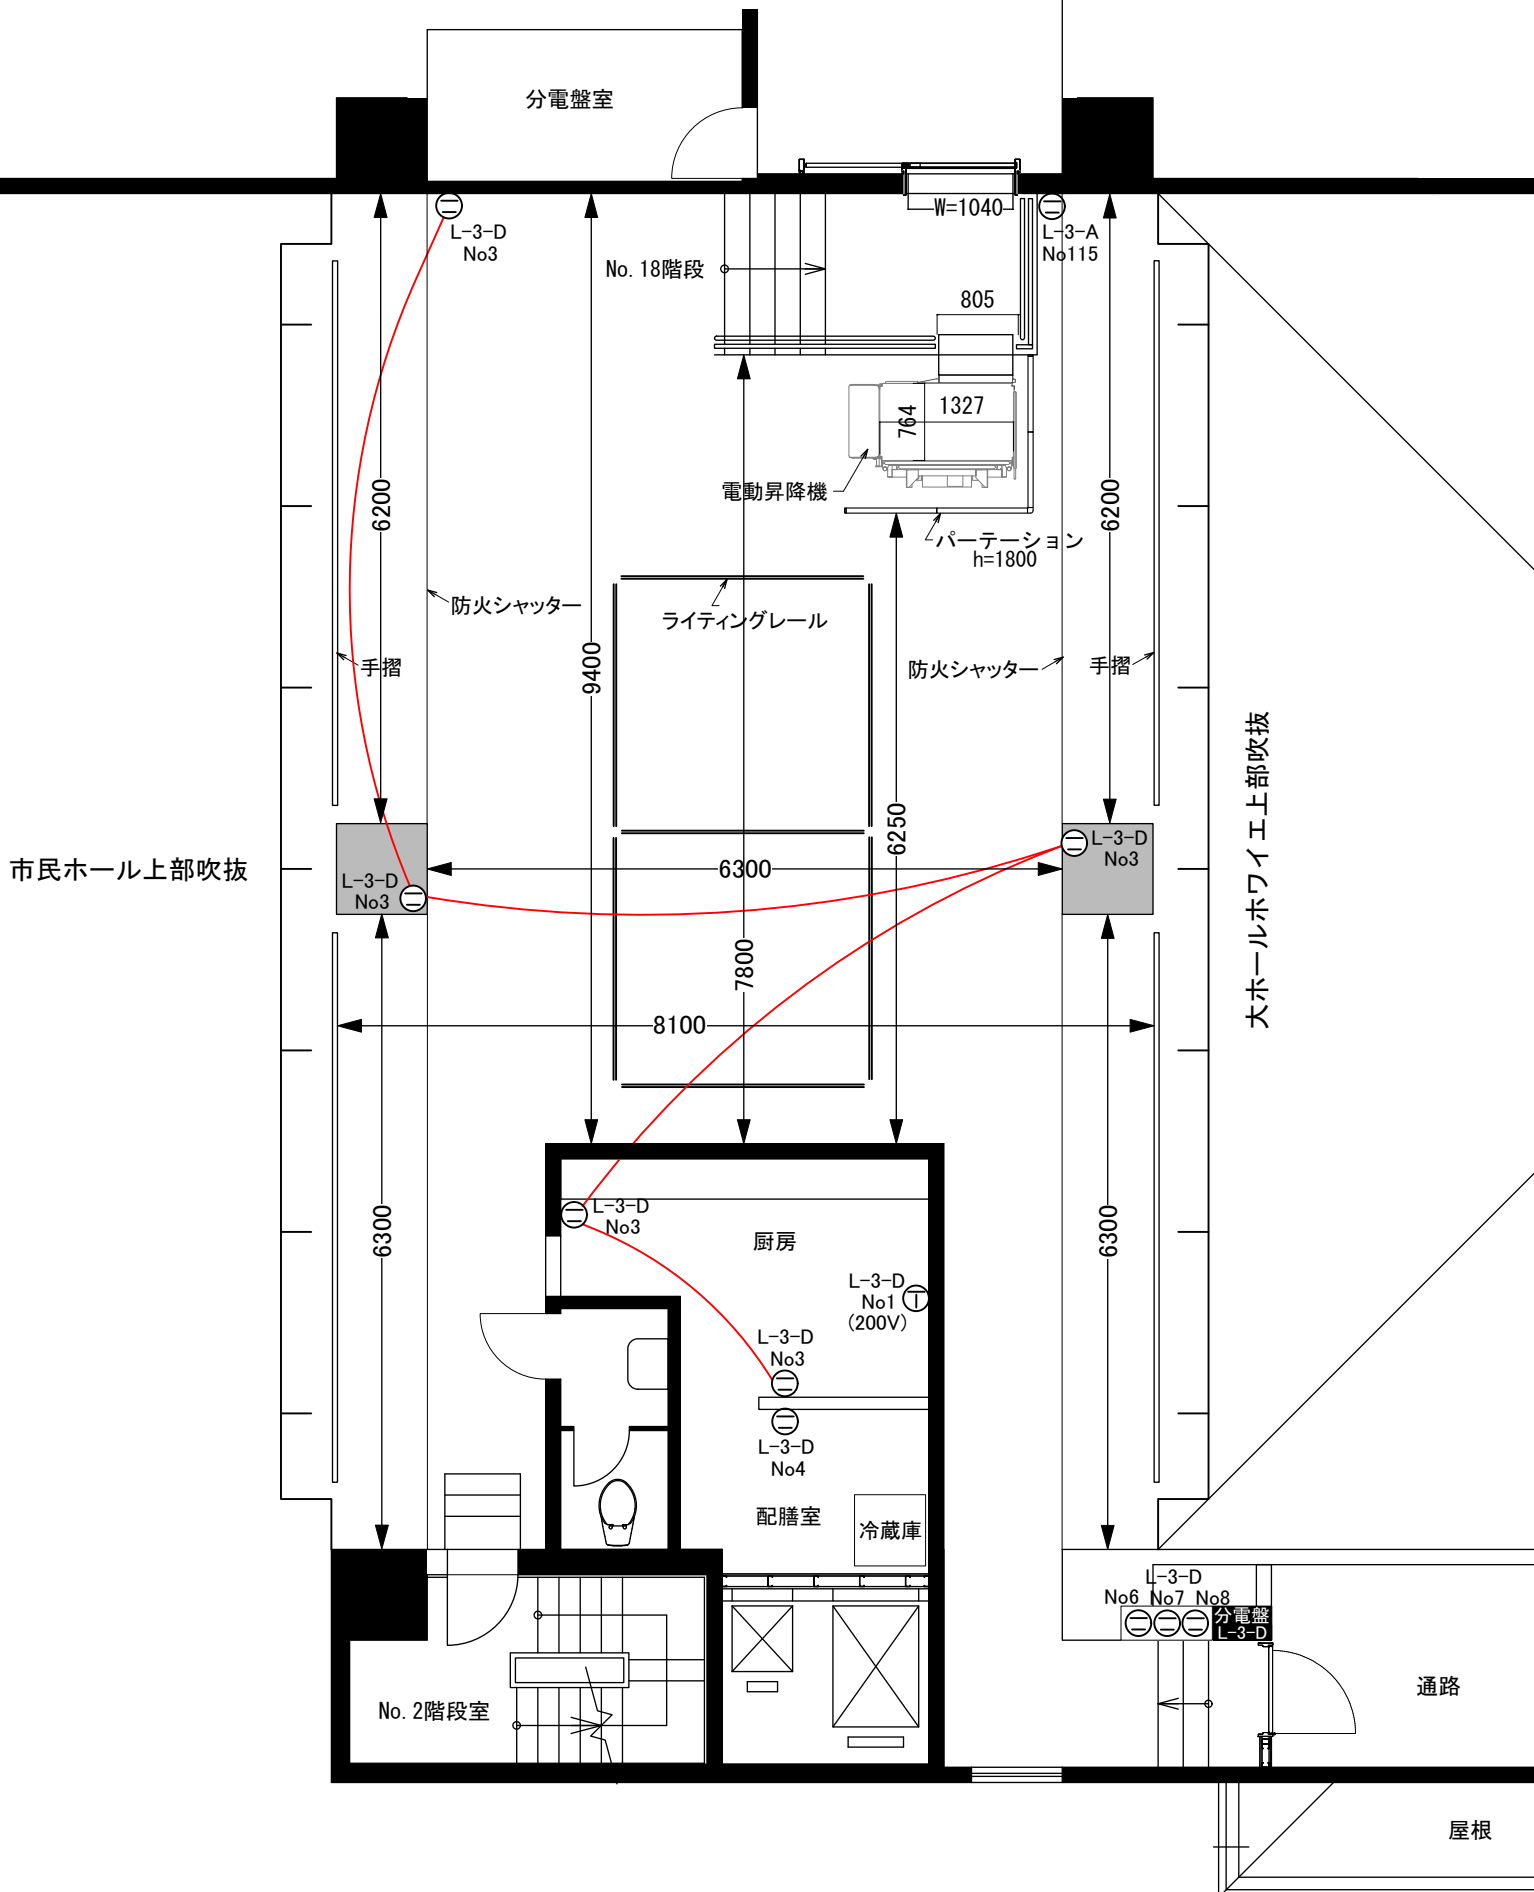 分電盤室
W=1040
L-3-D
No3
L-3-A
No115
No.18階段
805
1327
764
電動昇降機
6200
6200
パーテーション
h=1800
防火シャッター
ライティングレール
手摺
9400
防火シャッター
手摺
大ホールホワイエ上部吹抜
6250
市民ホール上部吹抜
L-3-D
No3
6300
L-3-D
No3
7800
8100
6300
L-3-D
No3
厨房
6300
L-3-D
No1
(200V)
L-3-D
No3
L-3-D
No4
配膳室
冷蔵庫
L-3-D
No6 No7 No8
分電盤
L-3-D
No.2階段室
通路
屋根